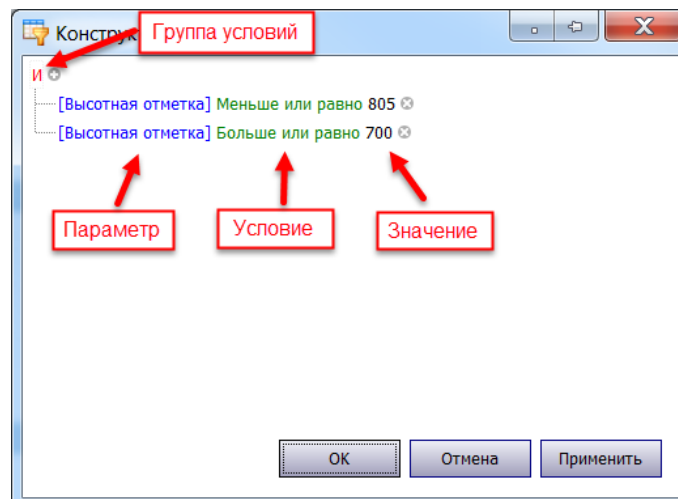 Конструк
Группа условий
И
[Высотная отметка] Меньше или равно 805
[Высотная отметка] Больше или равно 700
Параметр
Условие
Значение
ОК
Отмена
Применить